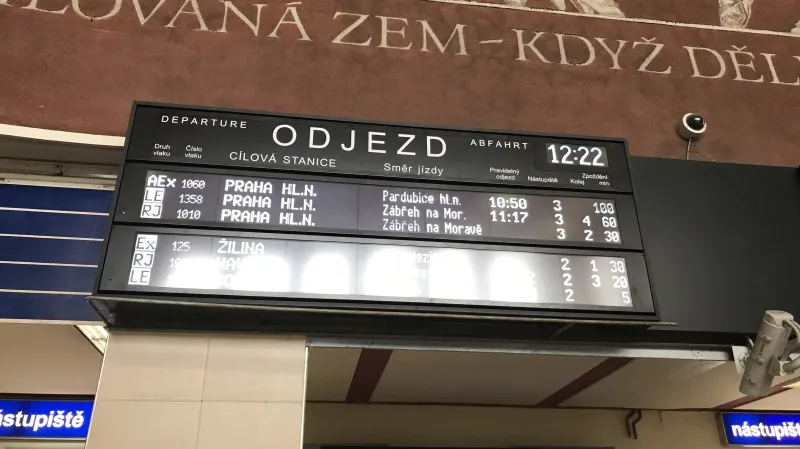 LOVANÁ ZEM – KDYŽ DĚL
DEPARTURE ODJEZD ABFAHRT 12:22
Druh vlaku Číslo vlaku CÍLOVÁ STANICE Směr jízdy Pravidelný odjezd Nástupiště Kolej Zpoždění min
AEx 1060 PRAHA HL.N. Pardubice hl.n. 10:50 3 100
LE 1358 PRAHA HL.N. Zábřeh na Mor. 11:17 3 4 60
RJ 1010 PRAHA HL.N. Zábřeh na Moravě 3 2 30
Ex 125 ŽILINA 2 1 30
RJ 2 3 20
LE 2 5
nástupiště
nástupiště